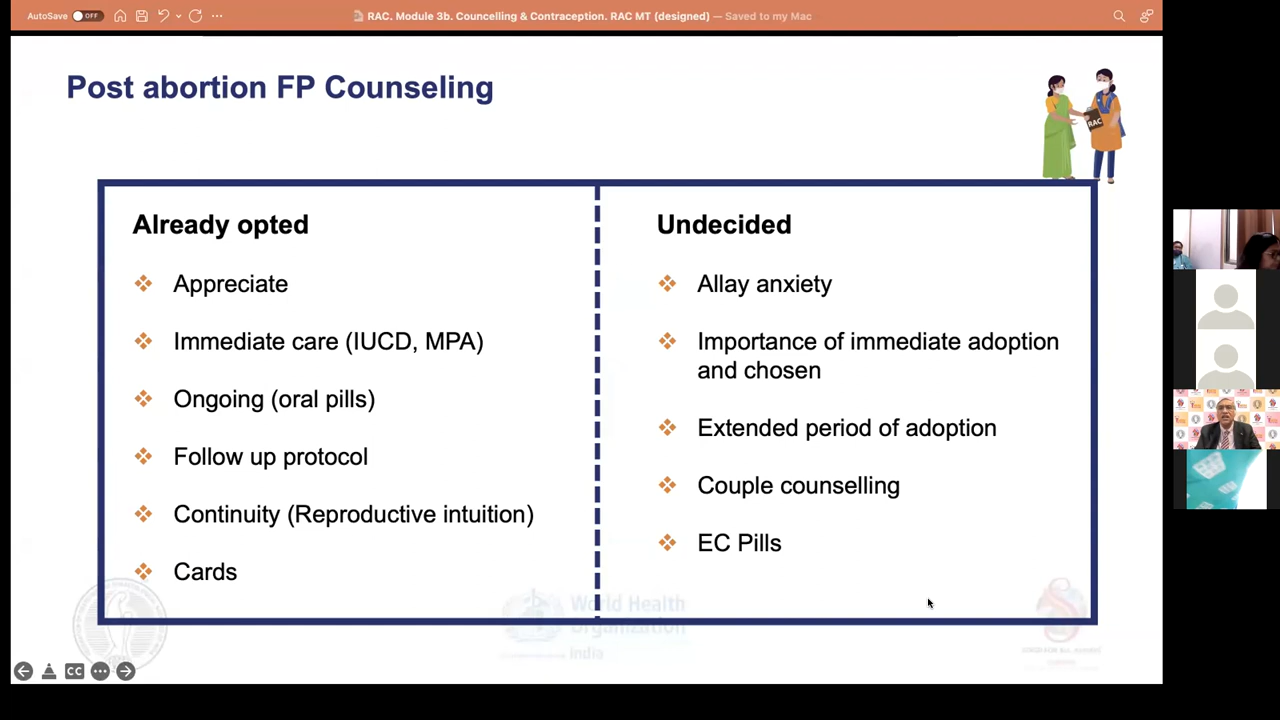 AutoSave OFF
RAC. Module 3b. Councelling & Contraception. RAC MT (designed) — Saved to my Mac
Post abortion FP Counseling
RAC
Already opted
Appreciate
Immediate care (IUCD, MPA)
Ongoing (oral pills)
Follow up protocol
Continuity (Reproductive intuition)
Cards
Undecided
Allay anxiety
Importance of immediate adoption
and chosen
Extended period of adoption
Couple counselling
EC Pills
World Health
Organization
India
CC